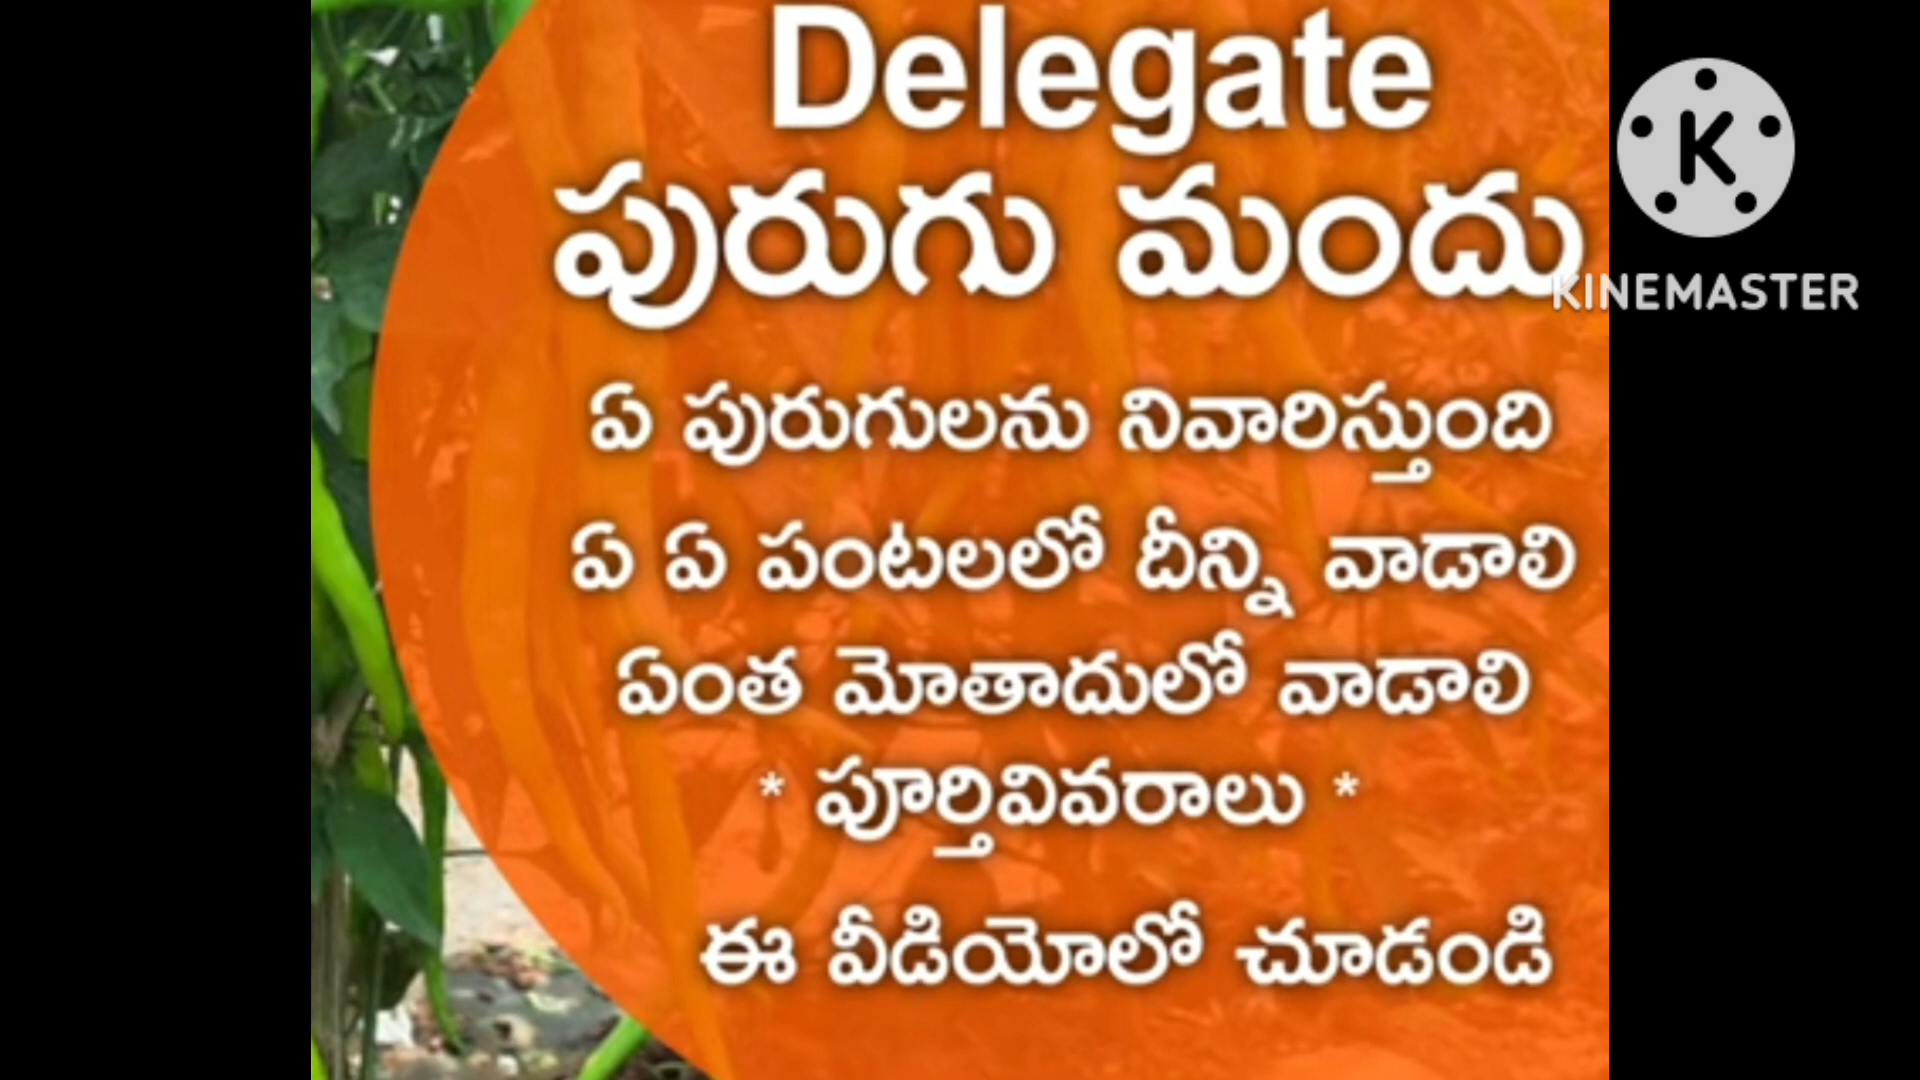 Delegate
పురుగు మందు
KINEMASTER
ఏ పురుగులను నివారిస్తుంది
ఏ ఏ పంటలలో దీన్ని వాడాలి
ఏంత మోతాదులో వాడాలి
* పూర్తివివరాలు *
ఈ వీడియోలో చూడండి